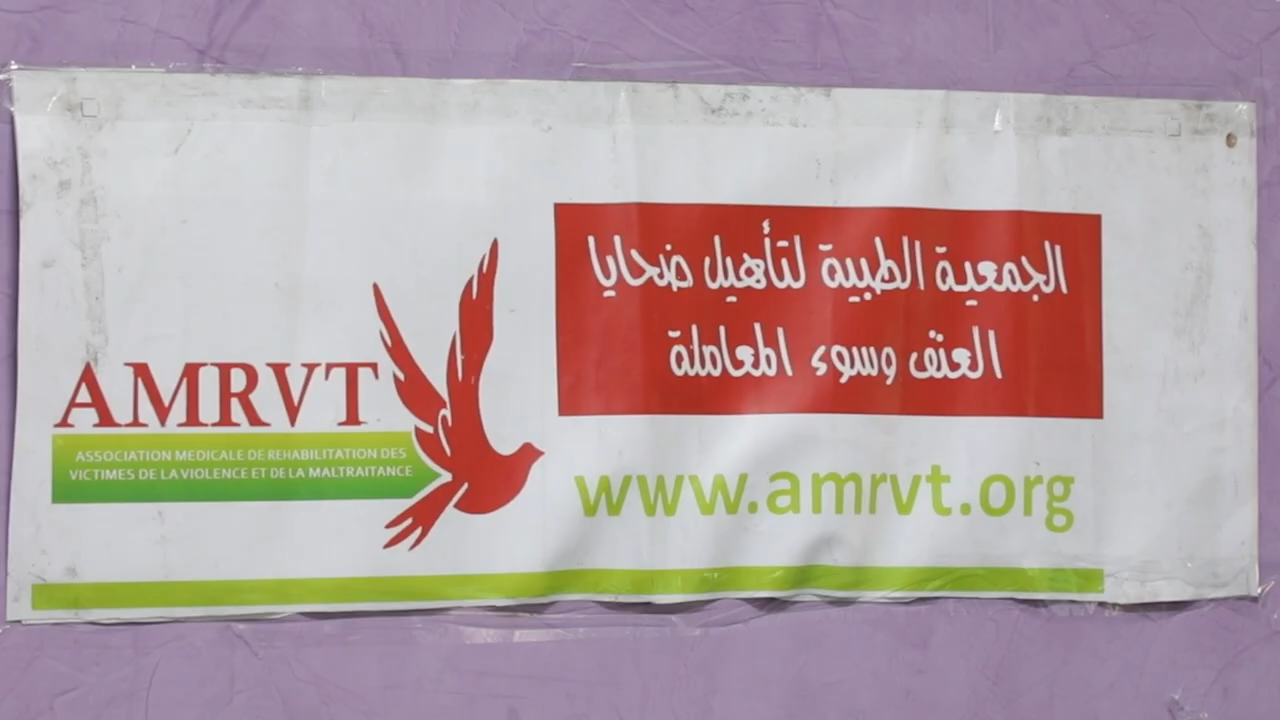 AMRVT
ASSOCIATION MEDICALE DE REHABILITATION DES
VICTIMES DE LA VIOLENCE ET DE LA MALTRAITANCE
الجمعية الطبية لتأهيل ضحايا
العنف وسوء المعاملة
www.amrvt.org